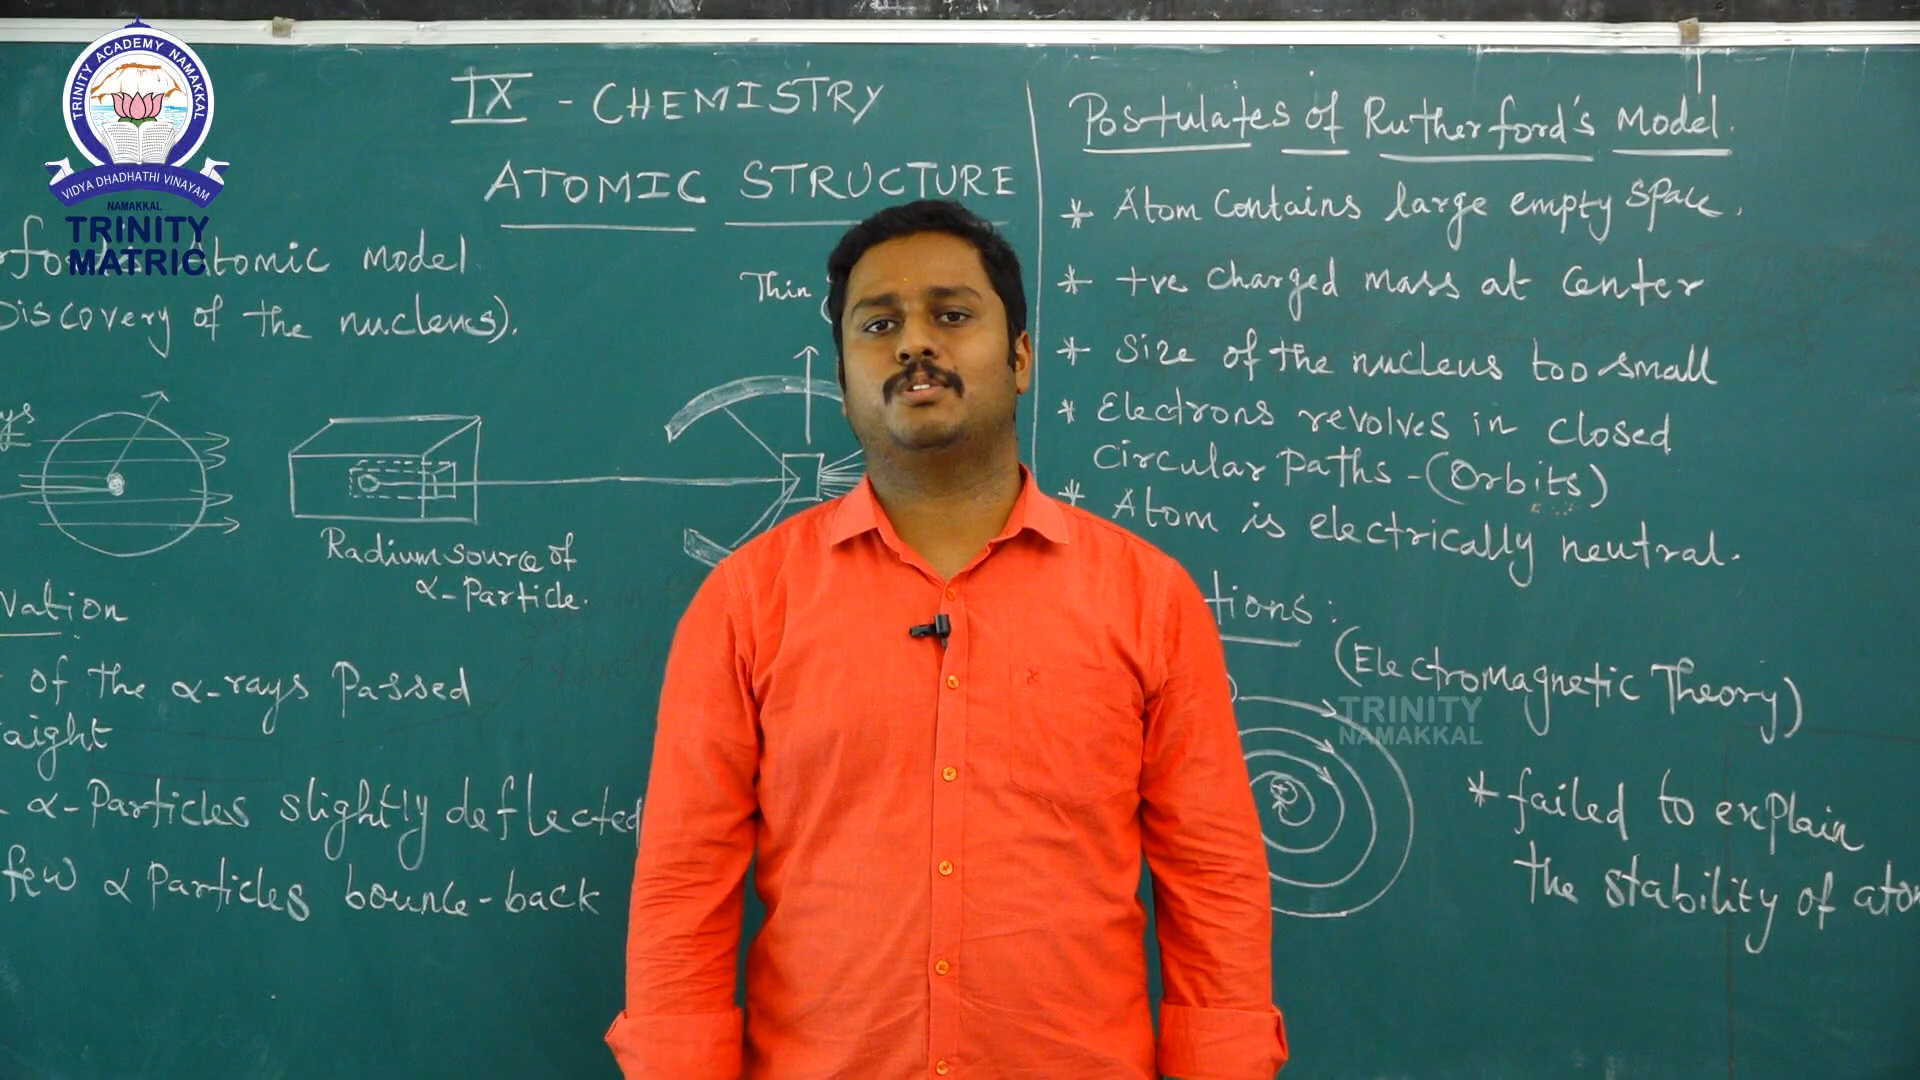 TRINITY ACADEMY NAMAKKAL
VIDYA DHADHATHI VINAYAM
NAMAKKAL
TRINITY
MATRIC
IX - CHEMISTRY
ATOMIC STRUCTURE
Atomic model
Discovery of the nucleus).
Thin
Radium source of
α-Particle.
of the α-rays Passed
α-Particles slightly deflected
few α Particles bounce-back
Postulates of Rutherford's Model.
* Atom Contains large empty space.
* +ve charged mass at Center
* Size of the nucleus too small
* Electrons revolves in closed
Circular Paths - (Orbits)
* Atom is electrically neutral.
tions:
(Electromagnetic Theory)
TRINITY
NAMAKKAL
+
* failed to explain
the stability of atom